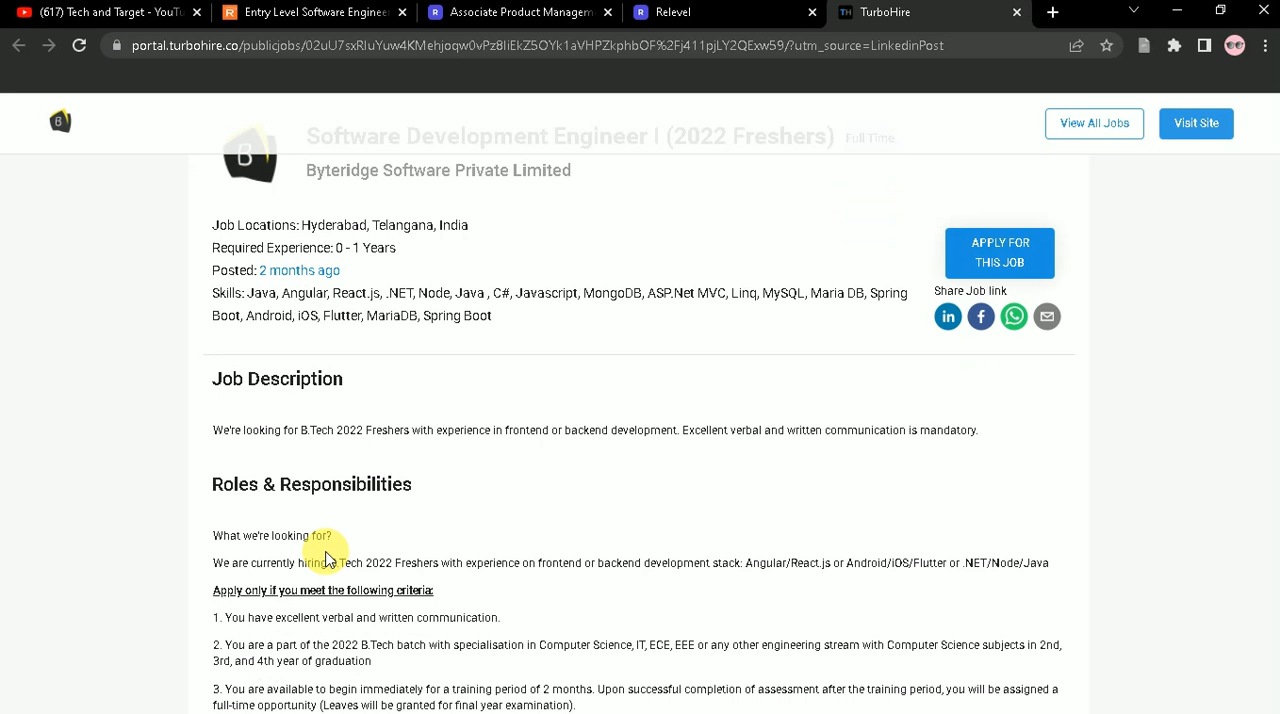 (617) Tech and Target - YouTu
Entry Level Software Enginee
Associate Product Managem
Relevel
TurboHire
portal.turbohire.co/publicjobs/02uU7sxRIuYuw4KMehjoqw0vPz8IiEkZ5OYk1aVHPZkphbOF%2Fj411pjLY2QExw59/?utm_source=LinkedinPost
View All Jobs
Visit Site
Software Development Engineer I (2022 Freshers)
Full Time
Byteridge Software Private Limited
Job Locations: Hyderabad, Telangana, India
Required Experience: 0 - 1 Years
Posted: 2 months ago
Skills: Java, Angular, React.js, .NET, Node, Java , C#, Javascript, MongoDB, ASP.Net MVC, Linq, MySQL, Maria DB, Spring
Boot, Android, iOS, Flutter, MariaDB, Spring Boot
APPLY FOR
THIS JOB
Share Job link
Job Description
We're looking for B.Tech 2022 Freshers with experience in frontend or backend development. Excellent verbal and written communication is mandatory.
Roles & Responsibilities
What we're looking for?
We are currently hiring B.Tech 2022 Freshers with experience on frontend or backend development stack: Angular/React.js or Android/iOS/Flutter or .NET/Node/Java
Apply only if you meet the following criteria:
1. You have excellent verbal and written communication.
2. You are a part of the 2022 B.Tech batch with specialisation in Computer Science, IT, ECE, EEE or any other engineering stream with Computer Science subjects in 2nd,
3rd, and 4th year of graduation
3. You are available to begin immediately for a training period of 2 months. Upon successful completion of assessment after the training period, you will be assigned a
full-time opportunity (Leaves will be granted for final year examination).